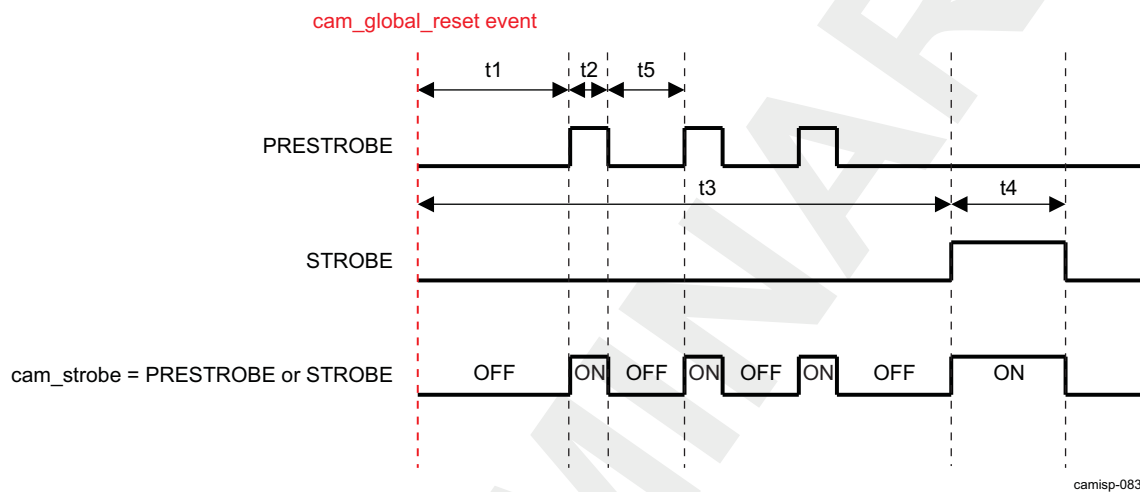 cam_global_reset event
t1
t2
t5
PRESTROBE
t3
t4
STROBE
cam_strobe = PRESTROBE or STROBE
OFF
ON
OFF
ON
OFF
ON
OFF
ON
camisp-083